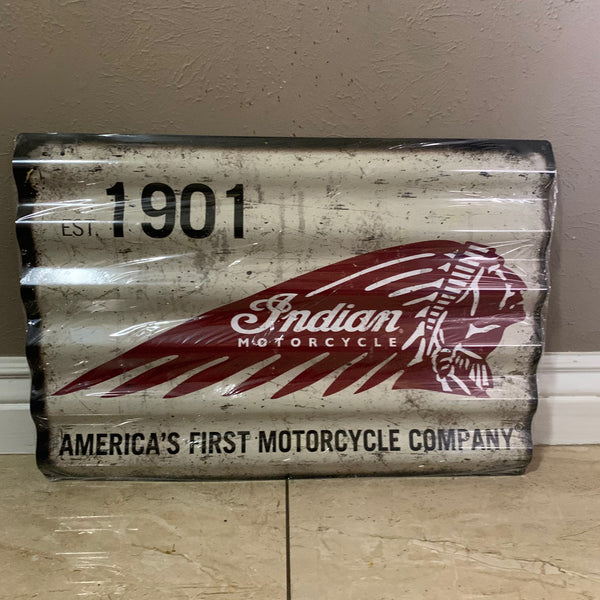 EST. 1901
Indian®
MOTORCYCLE
AMERICA'S FIRST MOTORCYCLE COMPANY®